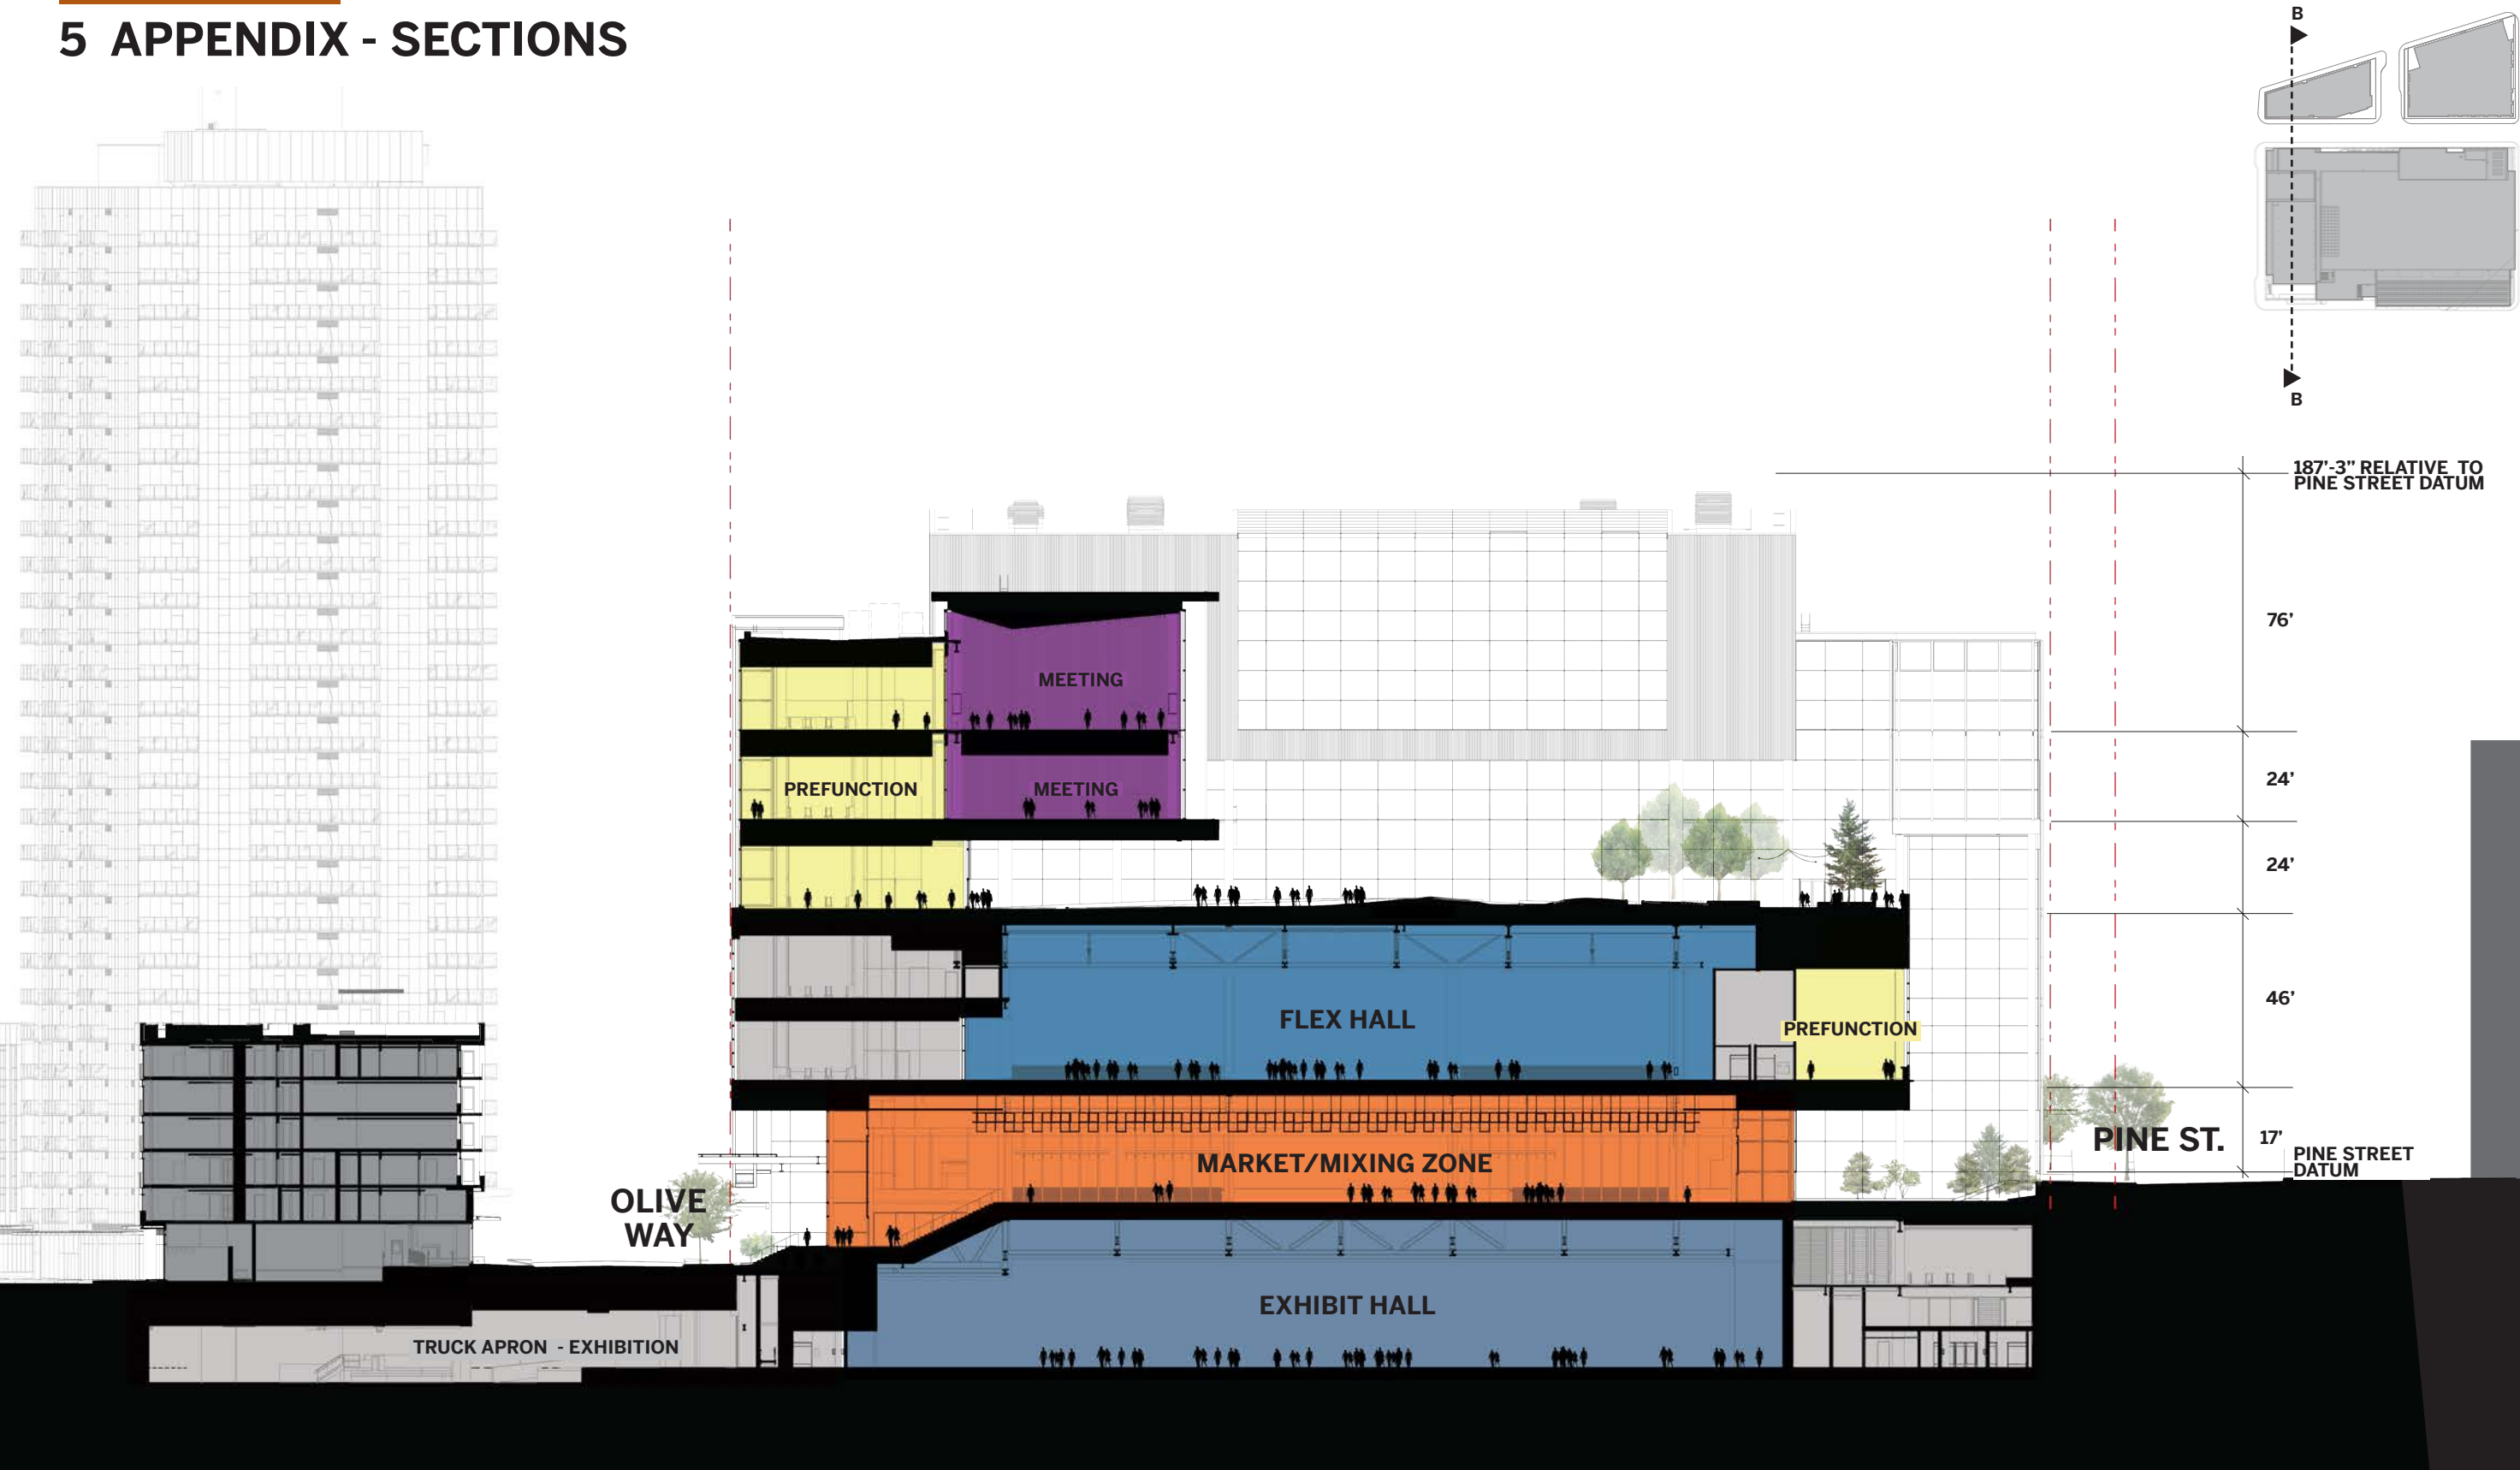 5 APPENDIX - SECTIONS
B
B
187'-3" RELATIVE TO
PINE STREET DATUM
76'
MEETING
24'
PREFUNCTION
MEETING
24'
46'
FLEX HALL
PREFUNCTION
17'
PINE ST.
PINE STREET
DATUM
MARKET/MIXING ZONE
OLIVE
WAY
EXHIBIT HALL
TRUCK APRON - EXHIBITION